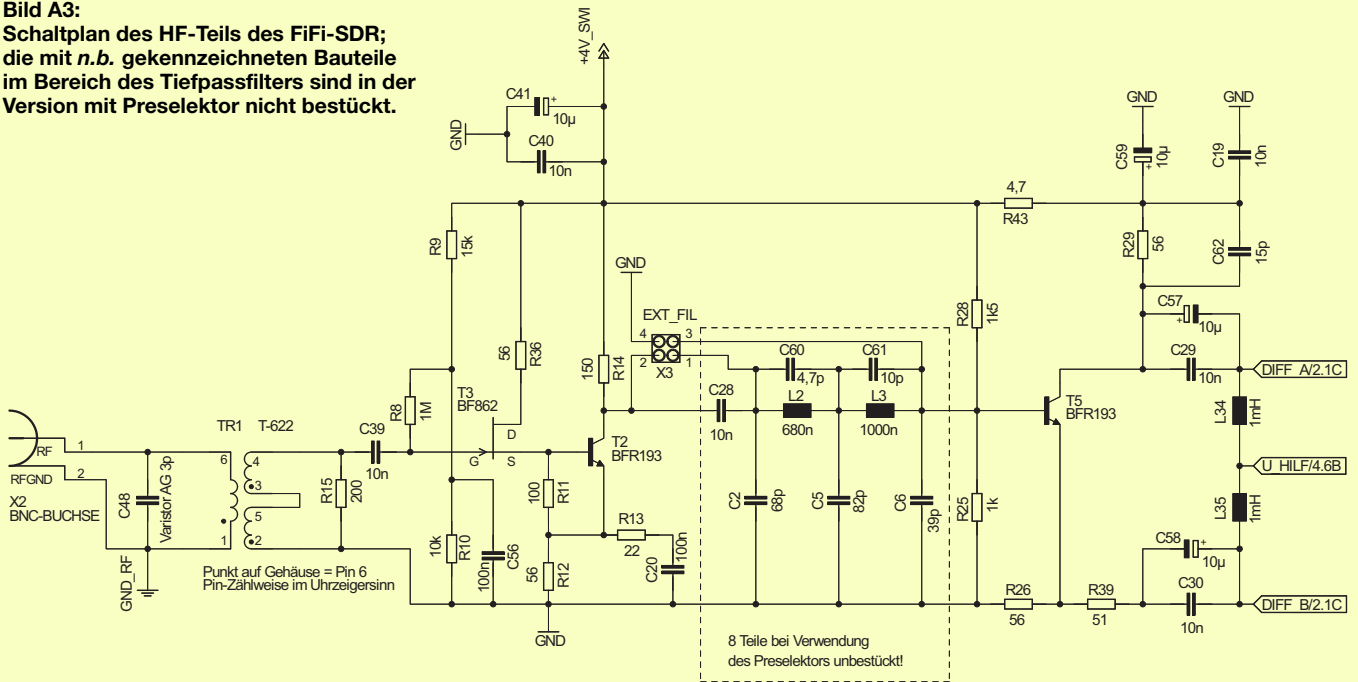 Bild A3:
Schaltplan des HF-Teils des FiFi-SDR;
die mit n.b. gekennzeichneten Bauteile
im Bereich des Tiefpassfilters sind in der
Version mit Preselektor nicht bestückt.
+4V_SWI
C41
+
10µ
GND
C40
10n
GND
GND
C59
10µ
+
C19
10n
4,7
R43
R9
15k
R29
56
C62
15p
GND
EXT_FIL
4
3
2
1
X3
R28
1k5
C57
+
10µ
56
R36
150
R14
C60
4,7p
C61
10p
C29
10n
DIFF_A/2.1C
T3
BF862
R8
1M
C28
10n
L2
680n
L3
1000n
T5
BFR193
L34
1mH
TR1
T-622
C39
10n
D
G
S
T2
BFR193
RF
1
RFGND
2
X2
BNC-BUCHSE
C48
Varistor AG 3p
6
4
3
5
1
2
R15
200
100
R11
C2
68p
C5
82p
C6
39p
R25
1k
U_HILF/4.6B
L35
1mH
R13
22
C20
100n
10k
R10
100n
C56
56
R12
C58
+
10µ
GND_RF
Punkt auf Gehäuse = Pin 6
Pin-Zählweise im Uhrzeigersinn
R26
56
R39
51
C30
10n
DIFF_B/2.1C
GND
8 Teile bei Verwendung
des Preselektors unbestückt!